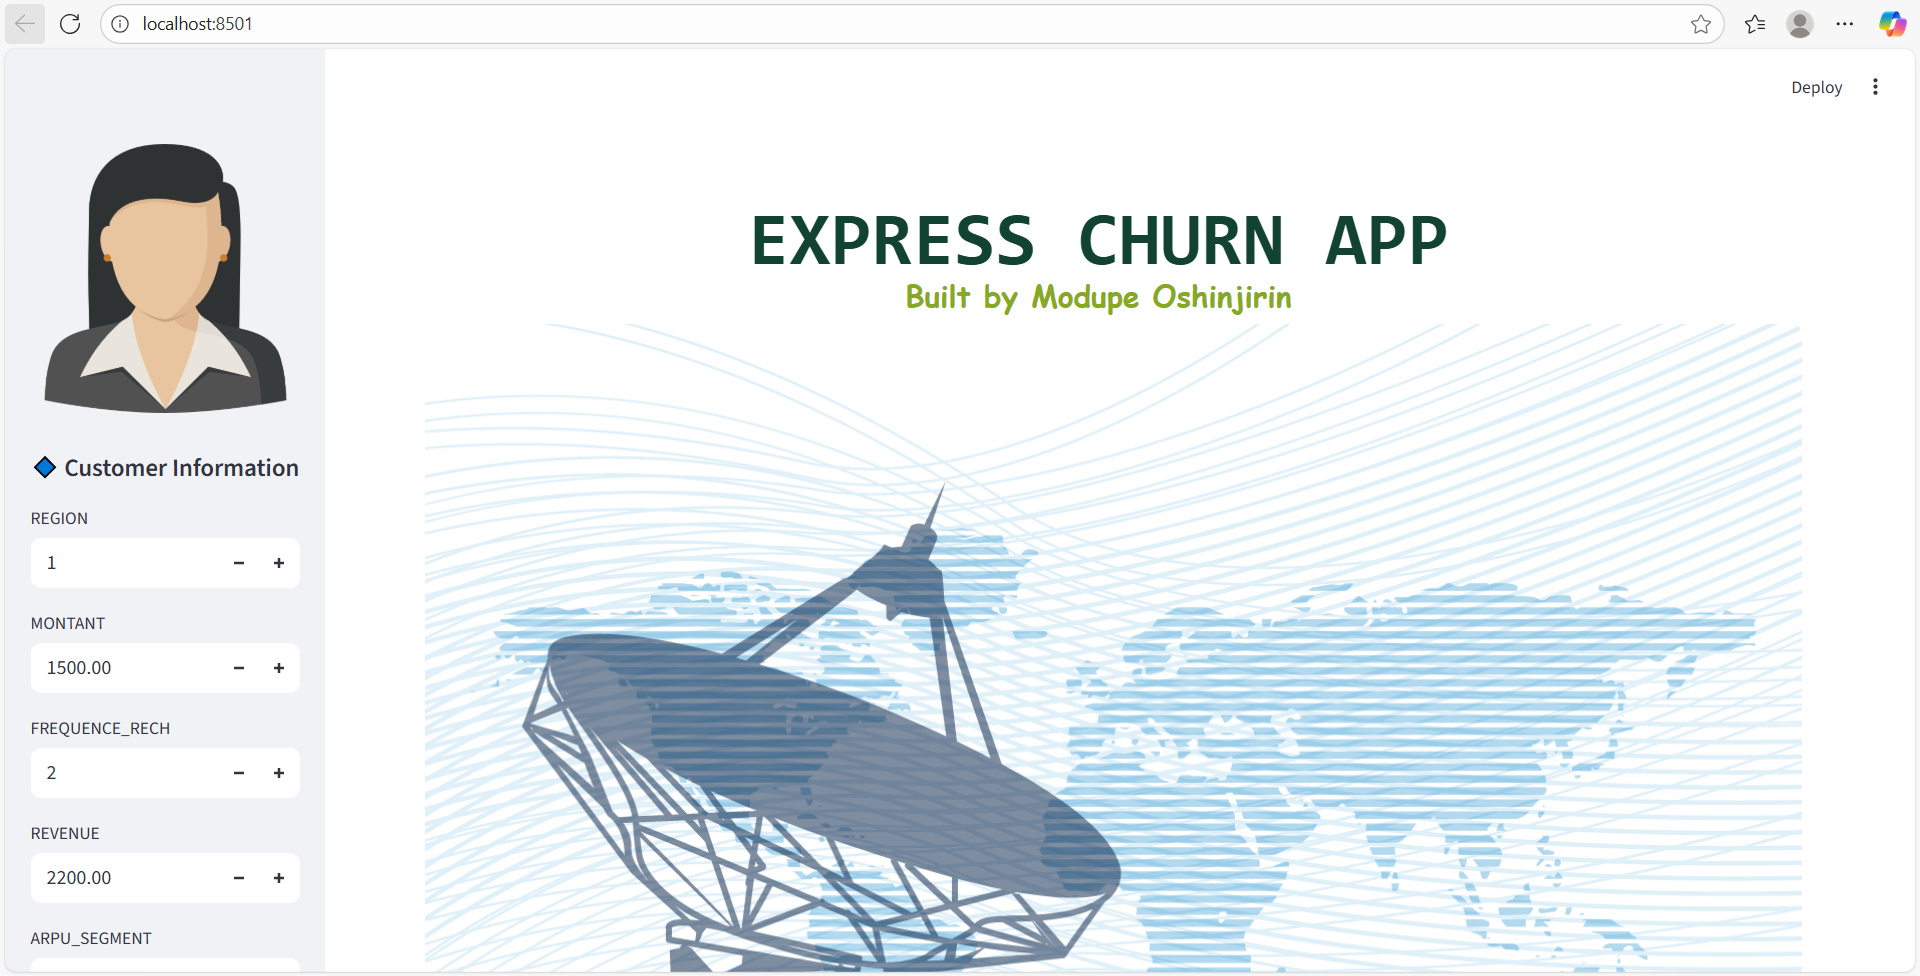 localhost:8501
Deploy
EXPRESS CHURN APP
Built by Modupe Oshinjirin
Customer Information
REGION
1
MONTANT
1500.00
FREQUENCE_RECH
2
REVENUE
2200.00
ARPU_SEGMENT